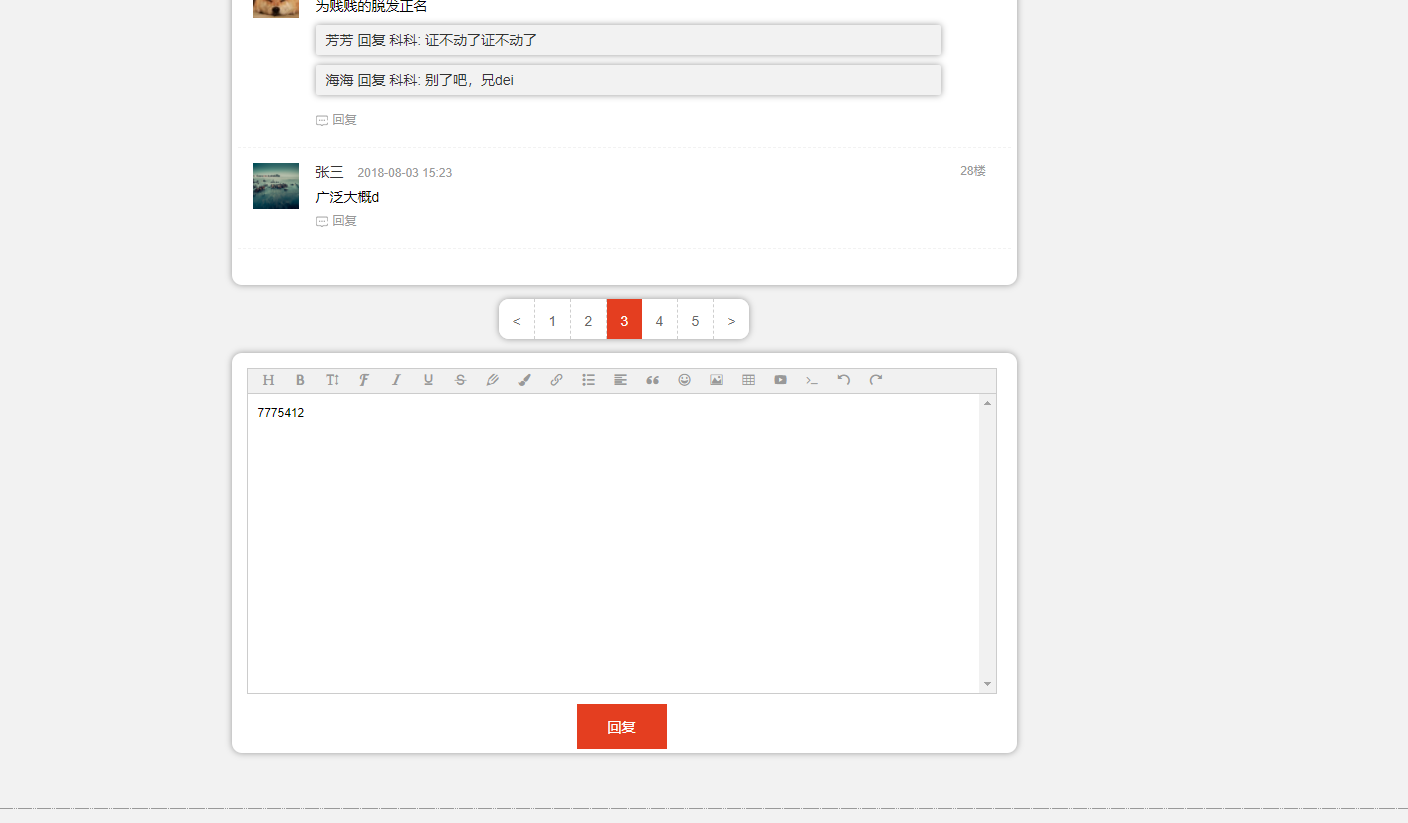 为贱贱的脱发正名
芳芳 回复 科科: 证不动了证不动了
海海 回复 科科: 别了吧，兄dei
回复
张三 2018-08-03 15:23 28楼
广泛大概d
回复
< 1 2 3 4 5 >
7775412
回复